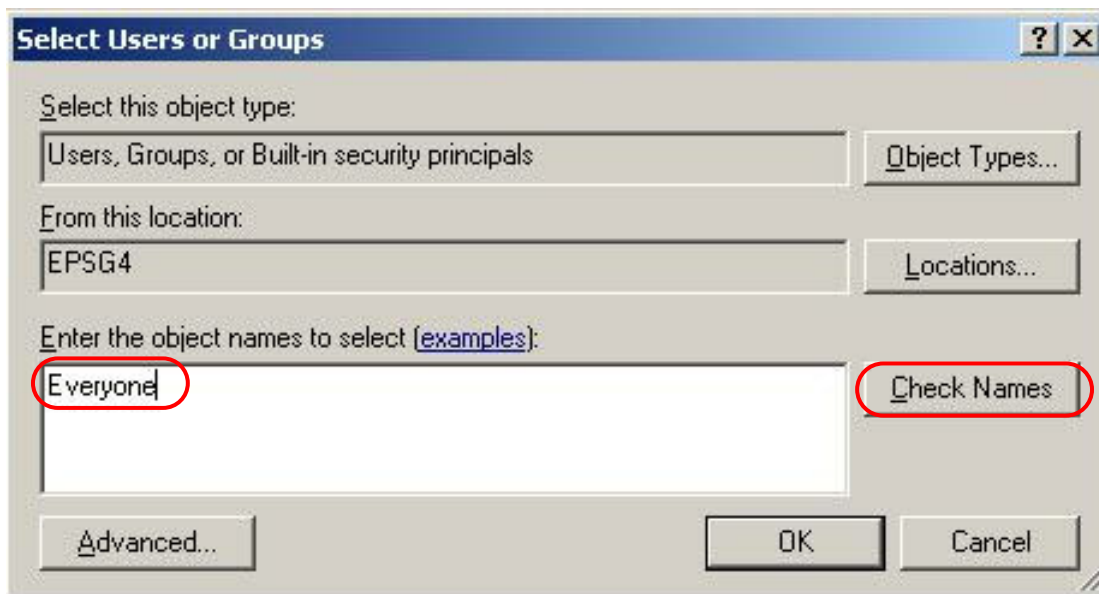 Select Users or Groups
? X
Select this object type:
Users, Groups, or Built-in security principals
Object Types...
From this location:
EPSG4
Locations...
Enter the object names to select (examples):
Everyone
Check Names
Advanced...
OK
Cancel